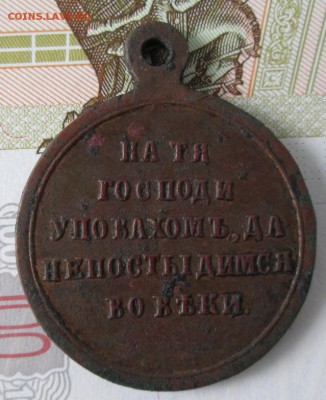 COINS.LAVE.RU
НА ТЯ
ГОСПОДИ
УПОВАХОМЪ, ДА
НЕПОСТЫДИМСЯ
ВО ВѢКИ.